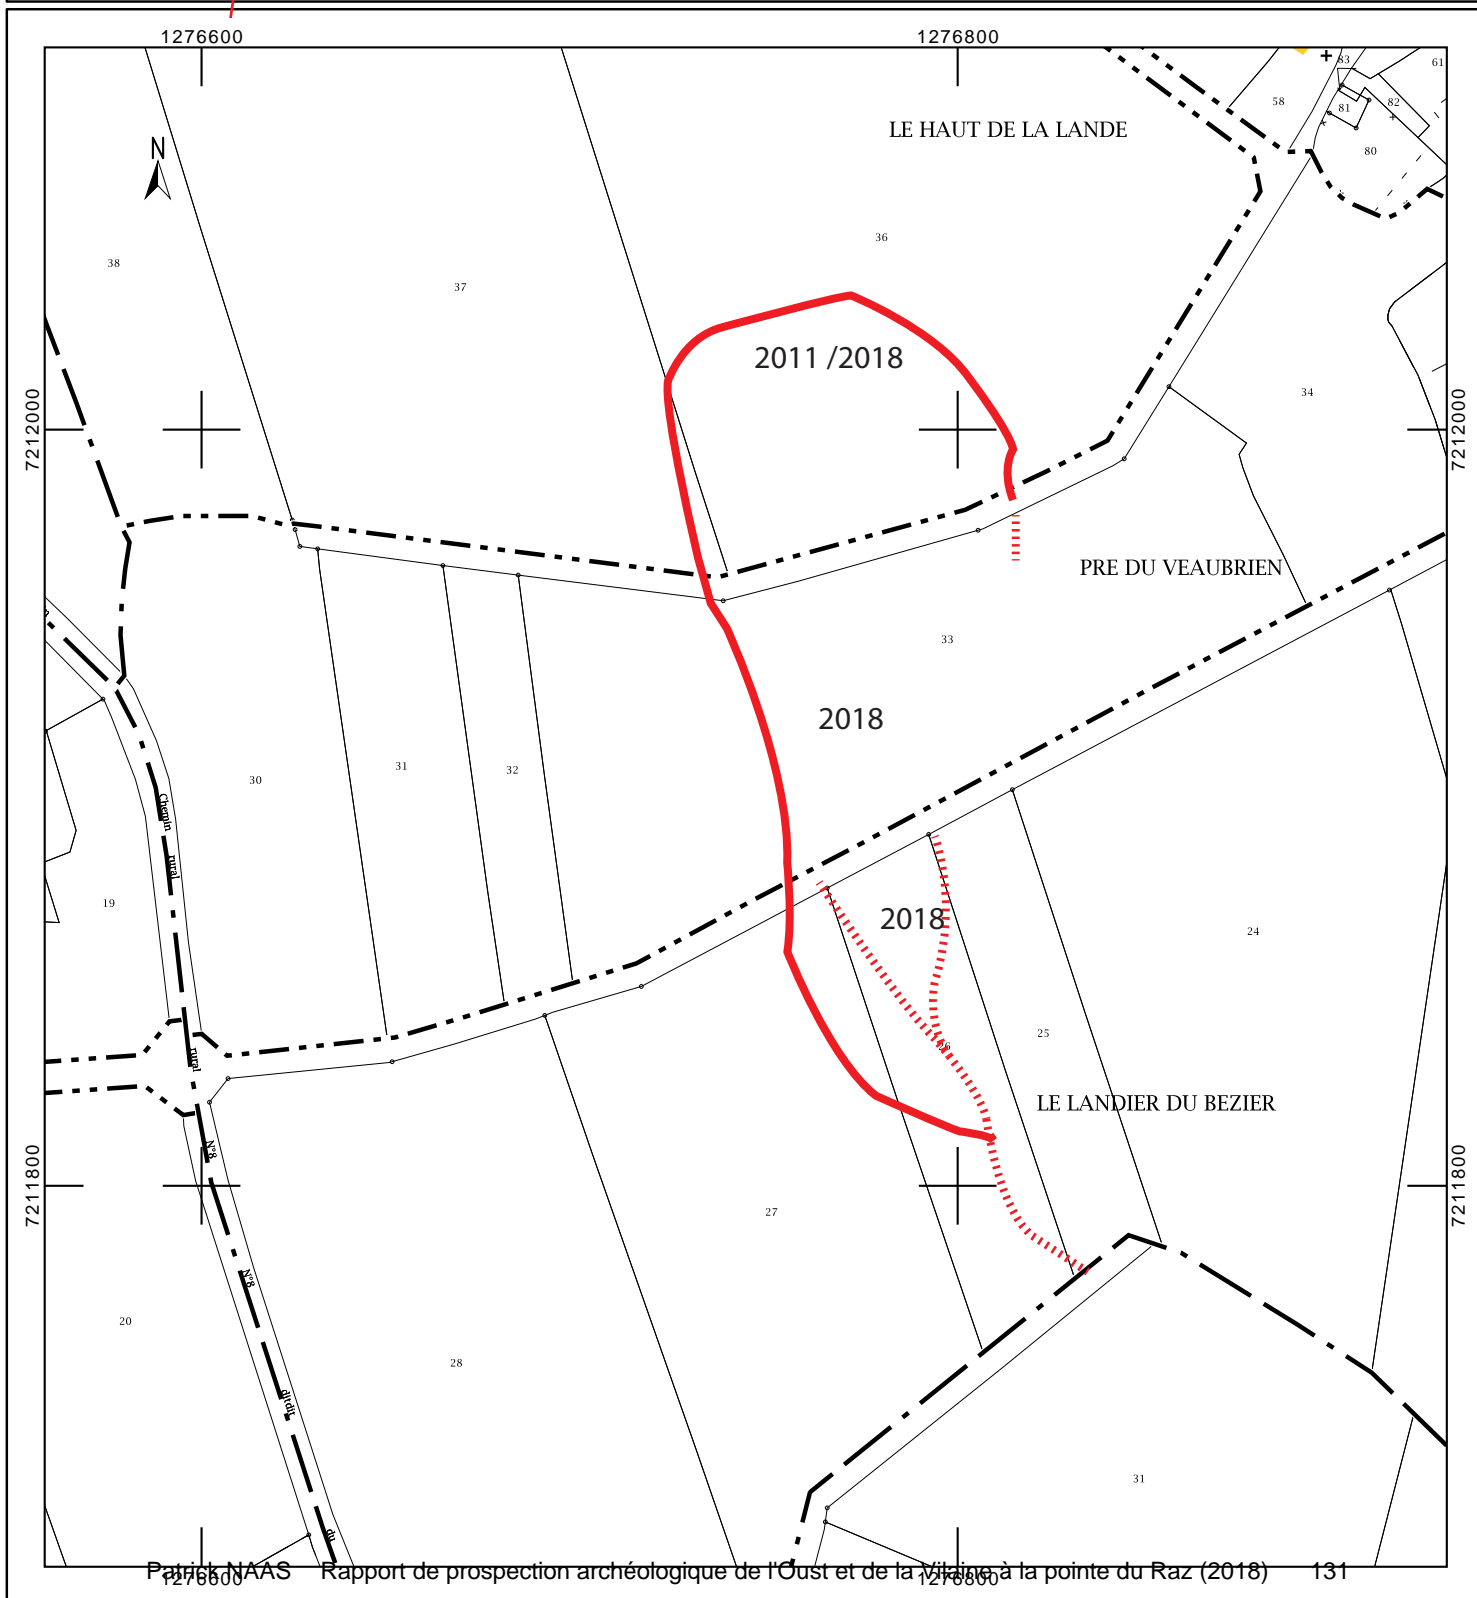 1276600 1276800
83 61
58 81 82
LE HAUT DE LA LANDE
80
N
36
38
37
2011 /2018
34
7212000 7212000
PRE DU VEAUBRIEN
33
2018
31 32
30
Chemin
rural
19
2018
24
25
26
rural
LE LANDIER DU BEZIER
N°8
7211800 7211800
27
N°8
20
28
ditdit
31
du
Patrick NAAS Rapport de prospection archéologique de l'Oust et de la Vilaine à la pointe du Raz (2018) 131
1276600 1276800